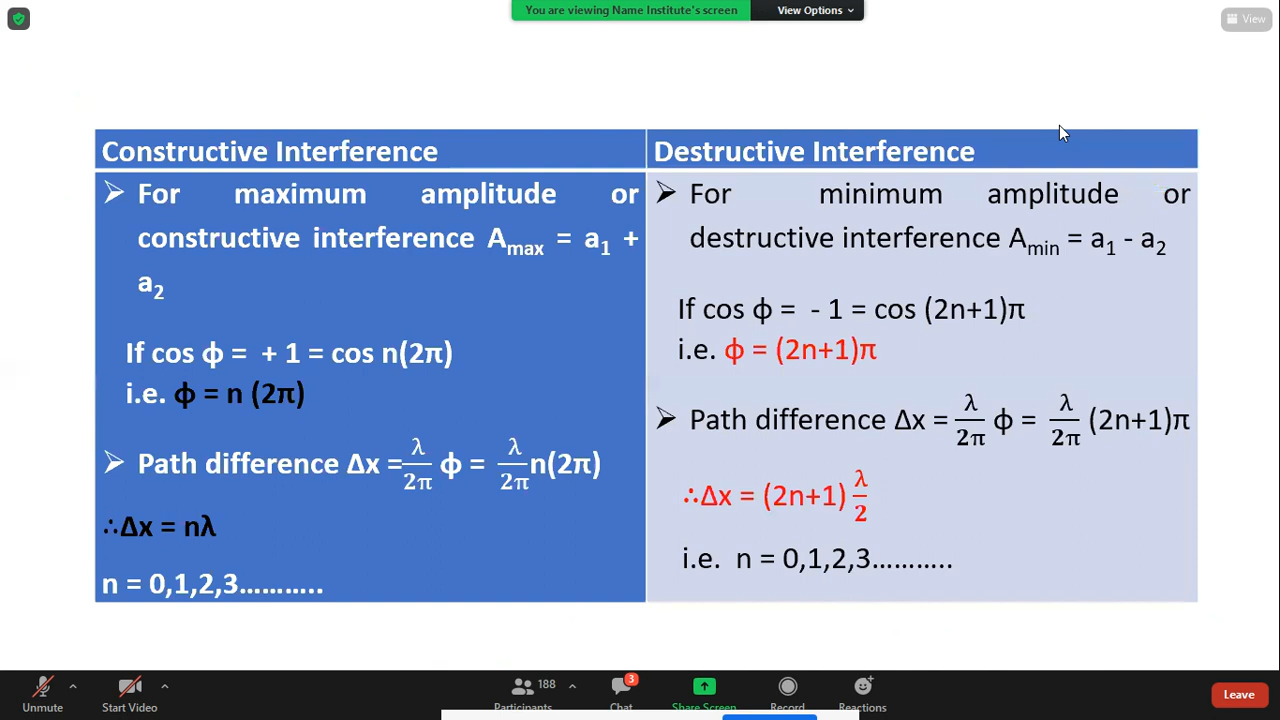 You are viewing Name Institute's screen
View Options
View
Constructive Interference
➢ For maximum amplitude or
constructive interference Amax = a1 +
a2
If cos ϕ = + 1 = cos n(2π)
i.e. ϕ = n (2π)
➢ Path difference Δx = λ/2π ϕ = λ/2π n(2π)
∴Δx = nλ
n = 0,1,2,3………..
Destructive Interference
➢ For minimum amplitude or
destructive interference Amin = a1 - a2
If cos ϕ = - 1 = cos (2n+1)π
i.e. ϕ = (2n+1)π
➢ Path difference Δx = λ/2π ϕ = λ/2π (2n+1)π
∴Δx = (2n+1) λ/2
i.e. n = 0,1,2,3………..
Unmute
Start Video
188
Participants
3
Chat
Share Screen
Record
Reactions
Leave